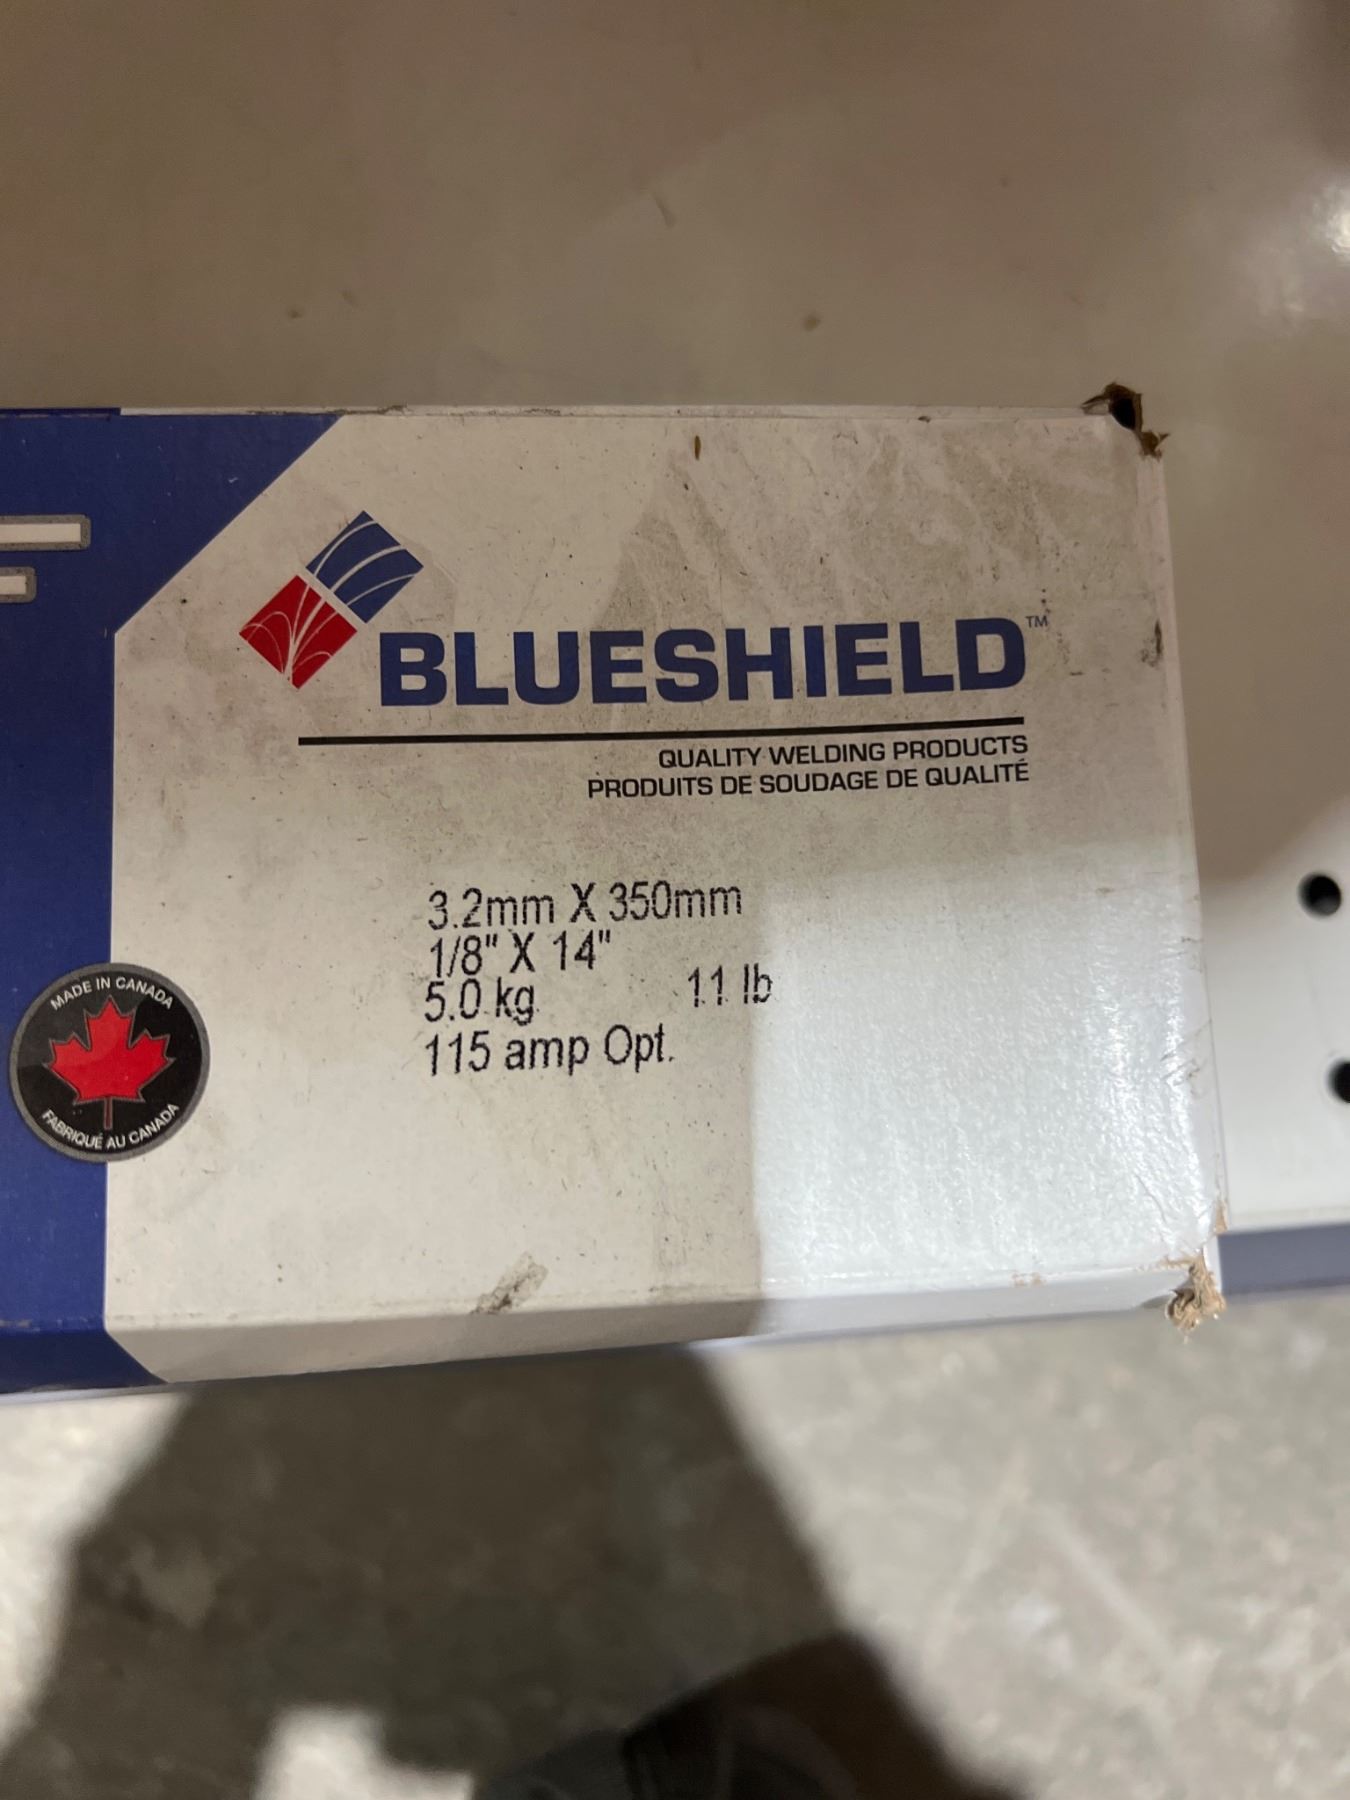 BLUESHIELD™
QUALITY WELDING PRODUCTS
PRODUITS DE SOUDAGE DE QUALITÉ
3.2mm X 350mm
1/8" X 14"
5.0 kg 11 lb
115 amp Opt.
MADE IN CANADA
FABRIQUÉ AU CANADA